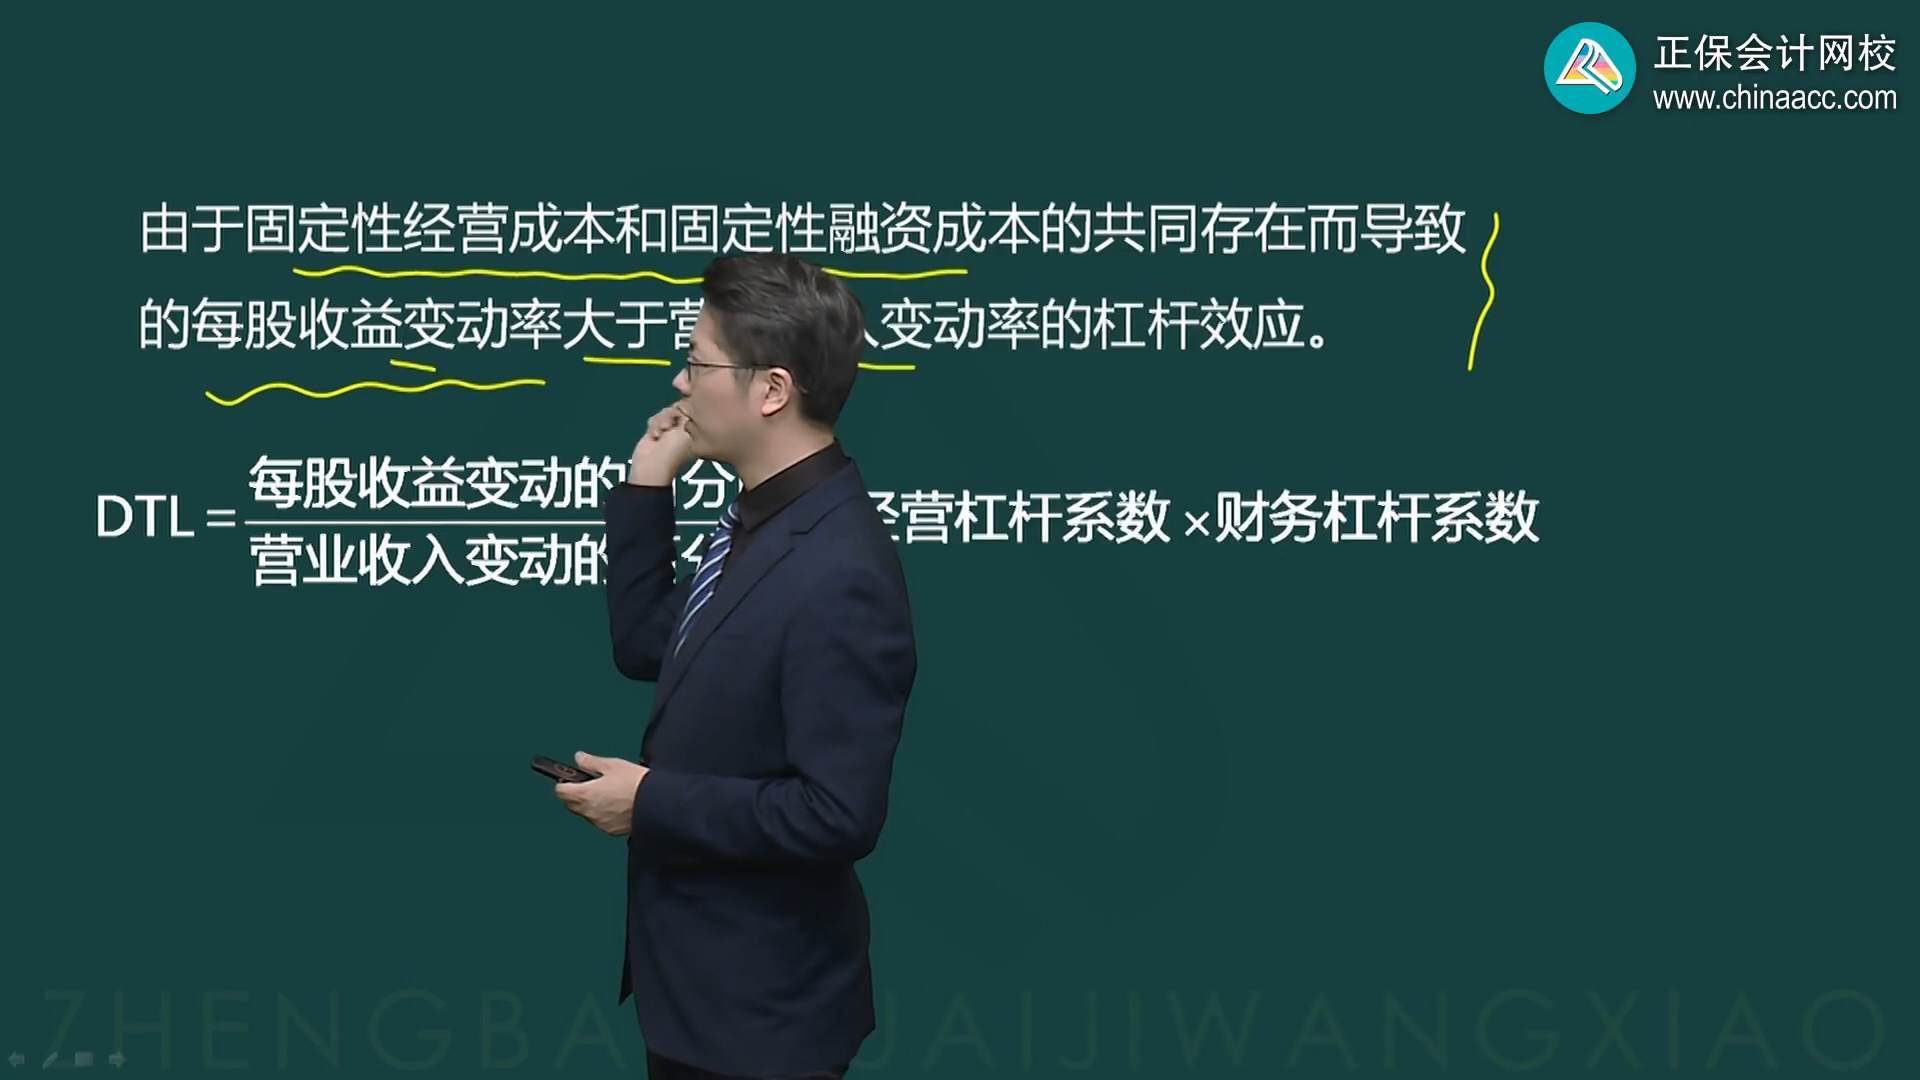 正保会计网校
www.chinaacc.com
由于固定性经营成本和固定性融资成本的共同存在而导致
的每股收益变动率大于营 入变动率的杠杆效应。
每股收益变动的 分
DTL = 经营杠杆系数 × 财务杠杆系数
营业收入变动的
ZHENGBA UAIJIWANGXIAO